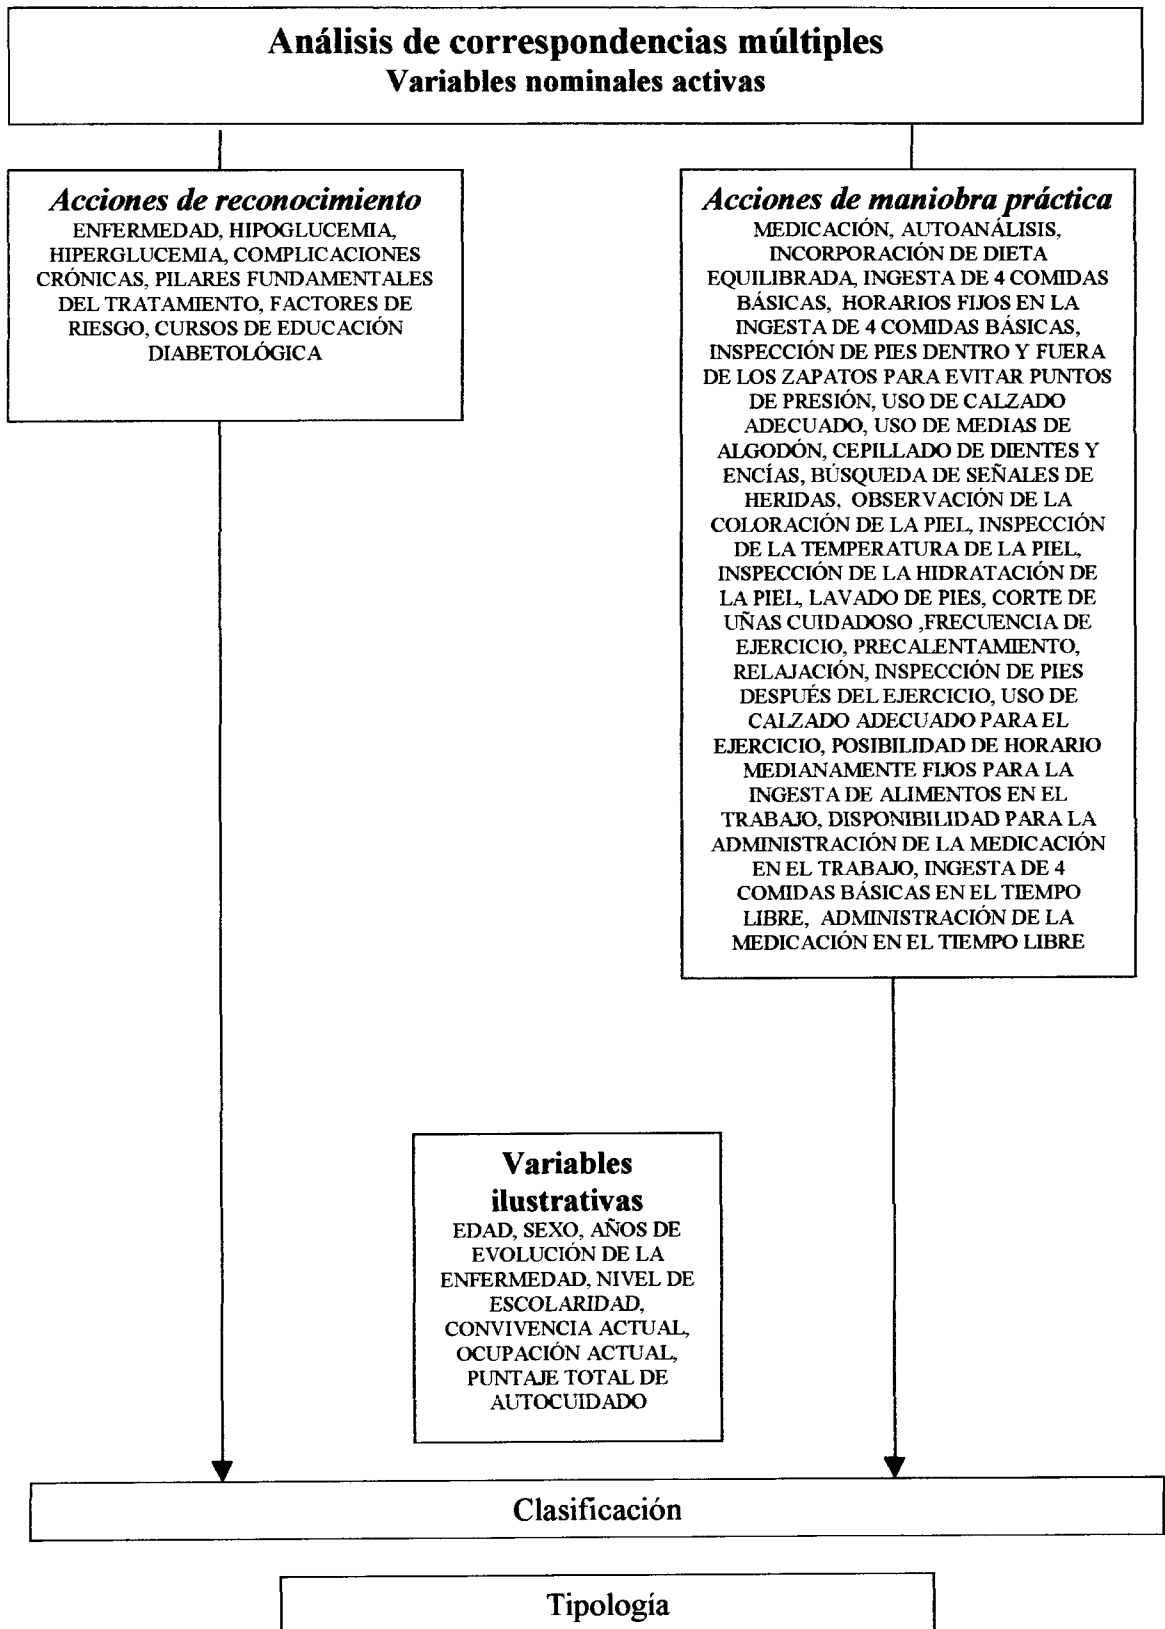 Análisis de correspondencias múltiples
Variables nominales activas
Acciones de reconocimiento
ENFERMEDAD, HIPOGLUCEMIA,
HIPERGLUCEMIA, COMPLICACIONES
CRÓNICAS, PILARES FUNDAMENTALES
DEL TRATAMIENTO, FACTORES DE
RIESGO, CURSOS DE EDUCACIÓN
DIABETOLÓGICA
Acciones de maniobra práctica
MEDICACIÓN, AUTOANÁLISIS,
INCORPORACIÓN DE DIETA
EQUILIBRADA, INGESTA DE 4 COMIDAS
BÁSICAS, HORARIOS FIJOS EN LA
INGESTA DE 4 COMIDAS BÁSICAS,
INSPECCIÓN DE PIES DENTRO Y FUERA
DE LOS ZAPATOS PARA EVITAR PUNTOS
DE PRESIÓN, USO DE CALZADO
ADECUADO, USO DE MEDIAS DE
ALGODÓN, CEPILLADO DE DIENTES Y
ENCÍAS, BÚSQUEDA DE SEÑALES DE
HERIDAS, OBSERVACIÓN DE LA
COLORACIÓN DE LA PIEL, INSPECCIÓN
DE LA TEMPERATURA DE LA PIEL,
INSPECCIÓN DE LA HIDRATACIÓN DE
LA PIEL, LAVADO DE PIES, CORTE DE
UÑAS CUIDADOSO ,FRECUENCIA DE
EJERCICIO, PRECALENTAMIENTO,
RELAJACIÓN, INSPECCIÓN DE PIES
DESPUÉS DEL EJERCICIO, USO DE
CALZADO ADECUADO PARA EL
EJERCICIO, POSIBILIDAD DE HORARIO
MEDIANAMENTE FIJOS PARA LA
INGESTA DE ALIMENTOS EN EL
TRABAJO, DISPONIBILIDAD PARA LA
ADMINISTRACIÓN DE LA MEDICACIÓN
EN EL TRABAJO, INGESTA DE 4
COMIDAS BÁSICAS EN EL TIEMPO
LIBRE, ADMINISTRACIÓN DE LA
MEDICACIÓN EN EL TIEMPO LIBRE
Variables
ilustrativas
EDAD, SEXO, AÑOS DE
EVOLUCIÓN DE LA
ENFERMEDAD, NIVEL DE
ESCOLARIDAD,
CONVIVENCIA ACTUAL,
OCUPACIÓN ACTUAL,
PUNTAJE TOTAL DE
AUTOCUIDADO
Clasificación
Tipología